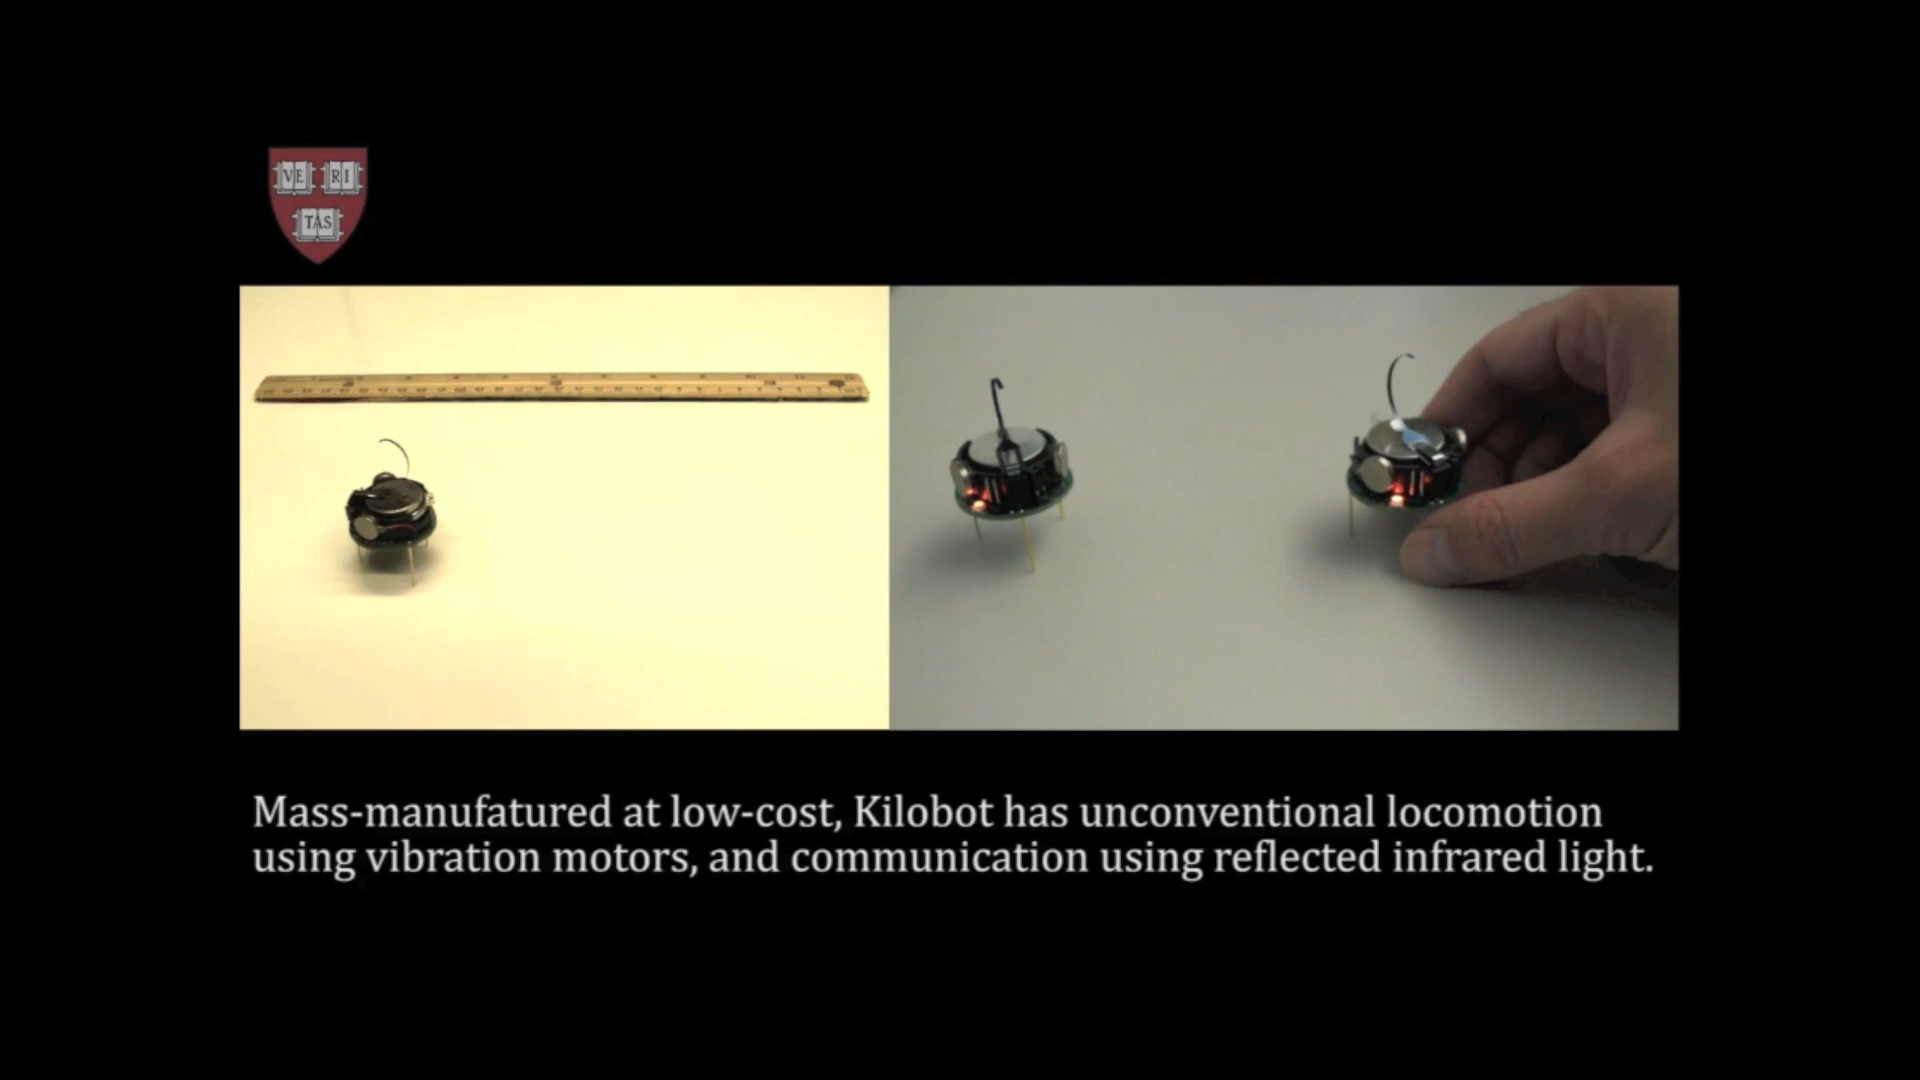 VE RI
TAS
Mass-manufatured at low-cost, Kilobot has unconventional locomotion
using vibration motors, and communication using reflected infrared light.